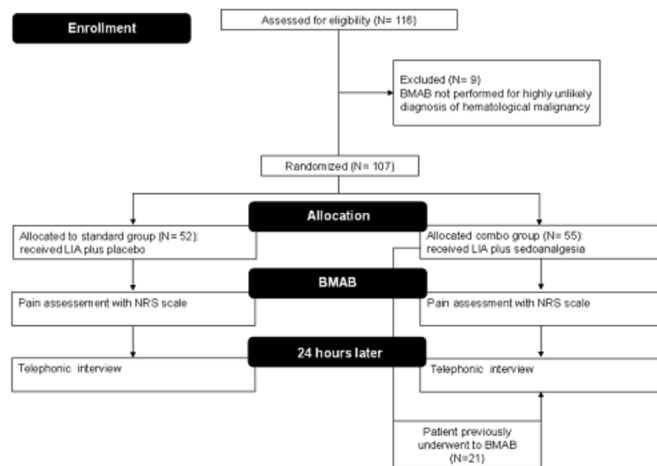 Enrollment
Assessed for eligibility (N= 116)
Excluded (N= 9)
BMAB not performed for highly unlikely
diagnosis of hematological malignancy
Randomized (N= 107)
Allocation
Allocated to standard group (N= 52):
received LIA plus placebo
Allocated combo group (N= 55):
received LIA plus sedoanalgesia
BMAB
Pain assessement with NRS scale
Pain assessment with NRS scale
24 hours later
Telephonic interview
Telephonic interview
Patient previously
underwent to BMAB
(N=21)